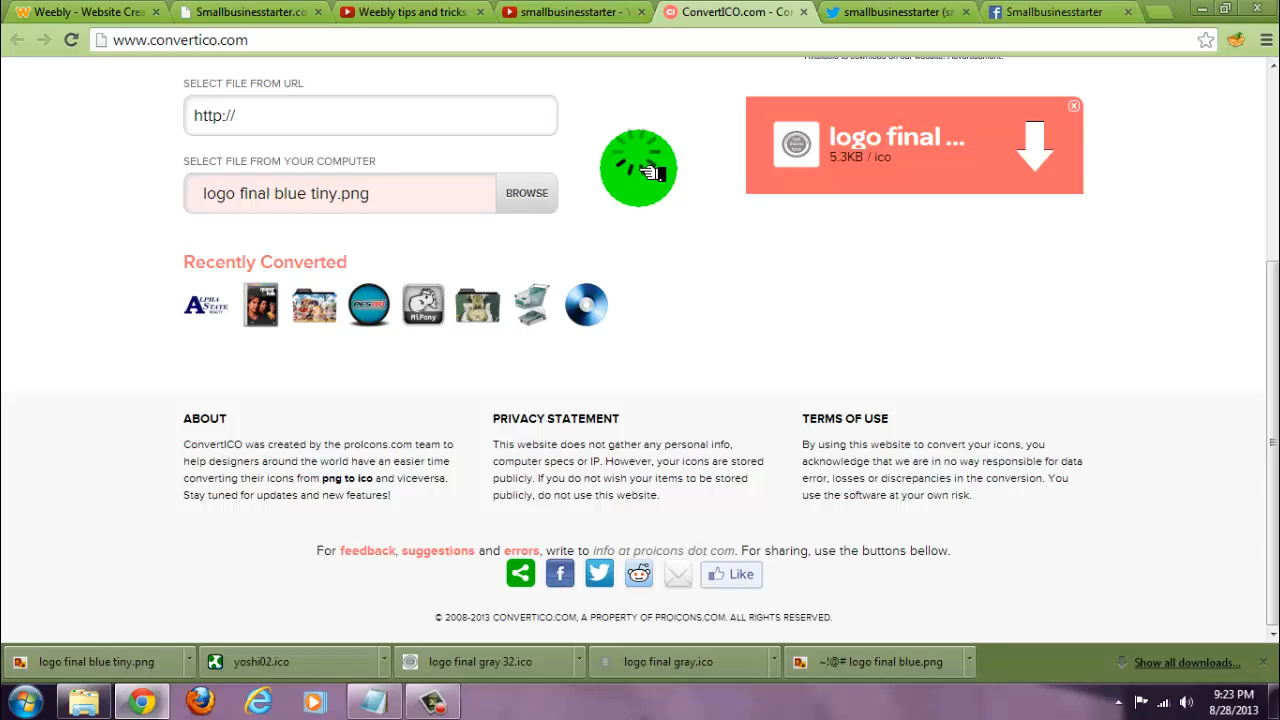 Weebly - Website Crea
Smallbusinesstarter.co
Weebly tips and tricks
smallbusinesstarter - Y
ConvertICO.com - Co
smallbusinesstarter (sm
Smallbusinesstarter
www.convertico.com
SELECT FILE FROM URL
http://
SELECT FILE FROM YOUR COMPUTER
logo final blue tiny.png
BROWSE
logo final ...
5.3KB / ico
Recently Converted
ALPHA
STATE
MiPony
ABOUT
ConvertICO was created by the proIcons.com team to
help designers around the world have an easier time
converting their icons from png to ico and viceversa.
Stay tuned for updates and new features!
PRIVACY STATEMENT
This website does not gather any personal info,
computer specs or IP. However, your icons are stored
publicly. If you do not wish your items to be stored
publicly, do not use this website.
TERMS OF USE
By using this website to convert your icons, you
acknowledge that we are in no way responsible for data
error, losses or discrepancies in the conversion. You
use the software at your own risk.
For feedback, suggestions and errors, write to info at proicons dot com. For sharing, use the buttons below.
Like
© 2008-2013 CONVERTICO.COM, A PROPERTY OF PROICONS.COM. ALL RIGHTS RESERVED.
logo final blue tiny.png
yoshi02.ico
logo final gray 32.ico
logo final gray.ico
~!@# logo final blue.png
Show all downloads...
9:23 PM
8/28/2013